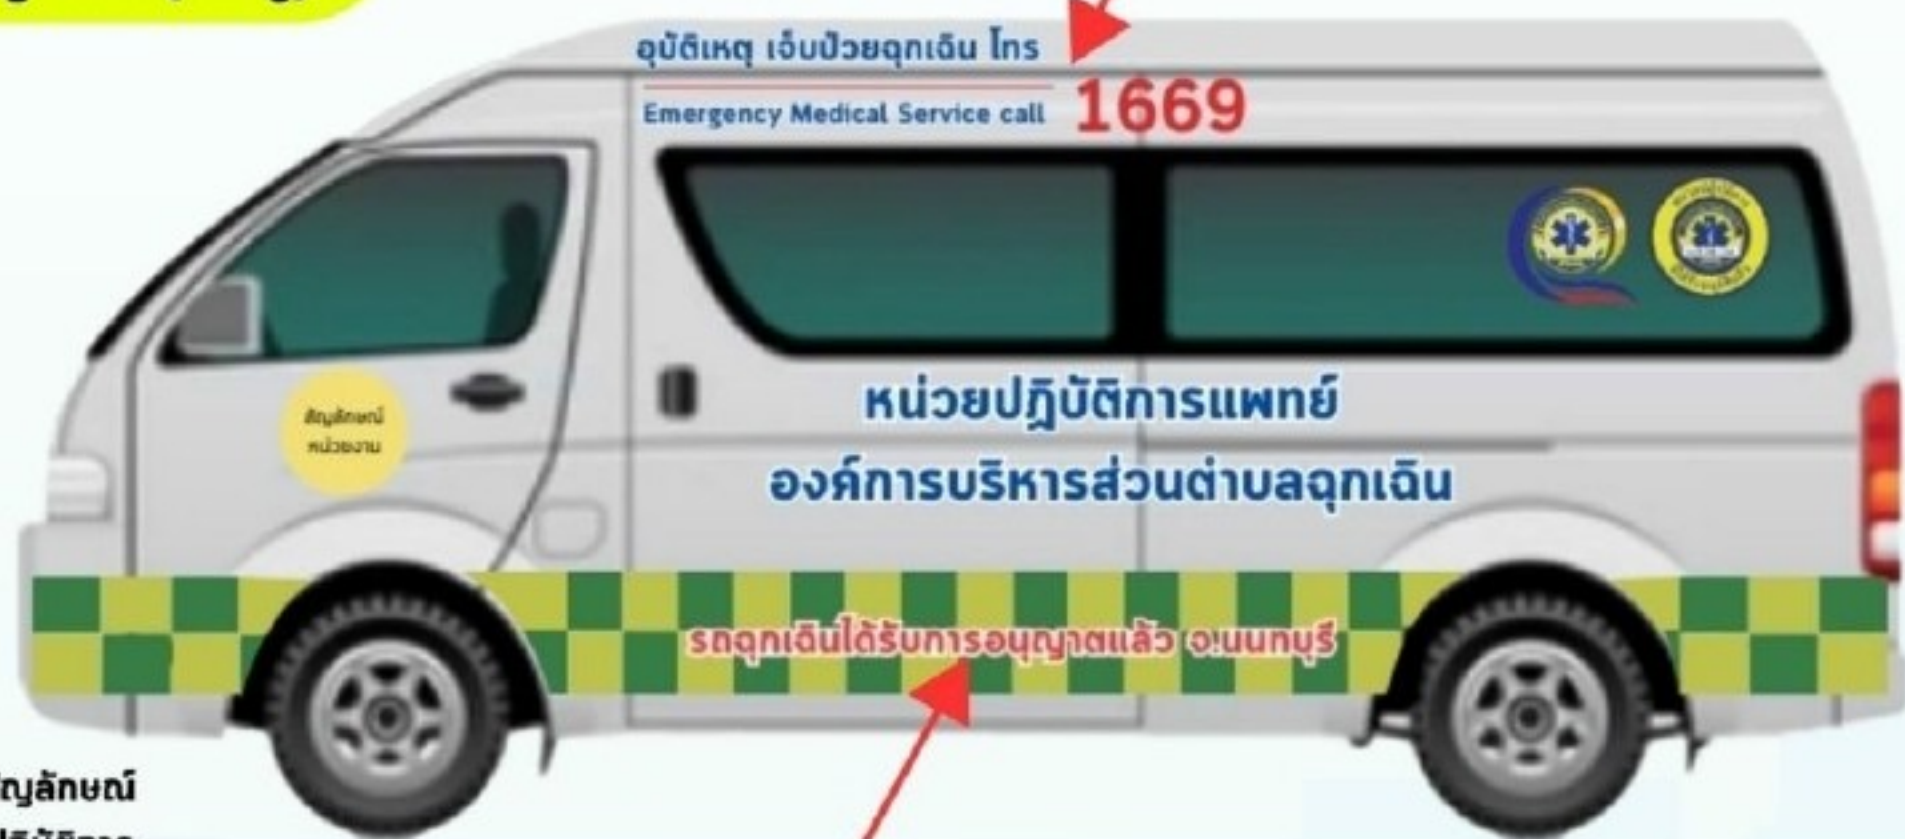 อุบัติเหตุ เจ็บป่วยฉุกเฉิน โทร
Emergency Medical Service call 1669
สัญลักษณ์
หน่วยงาน
หน่วยปฏิบัติการแพทย์
องค์การบริหารส่วนตำบลฉุกเฉิน
รถฉุกเฉินได้รับการอนุญาตแล้ว จ.นนทบุรี